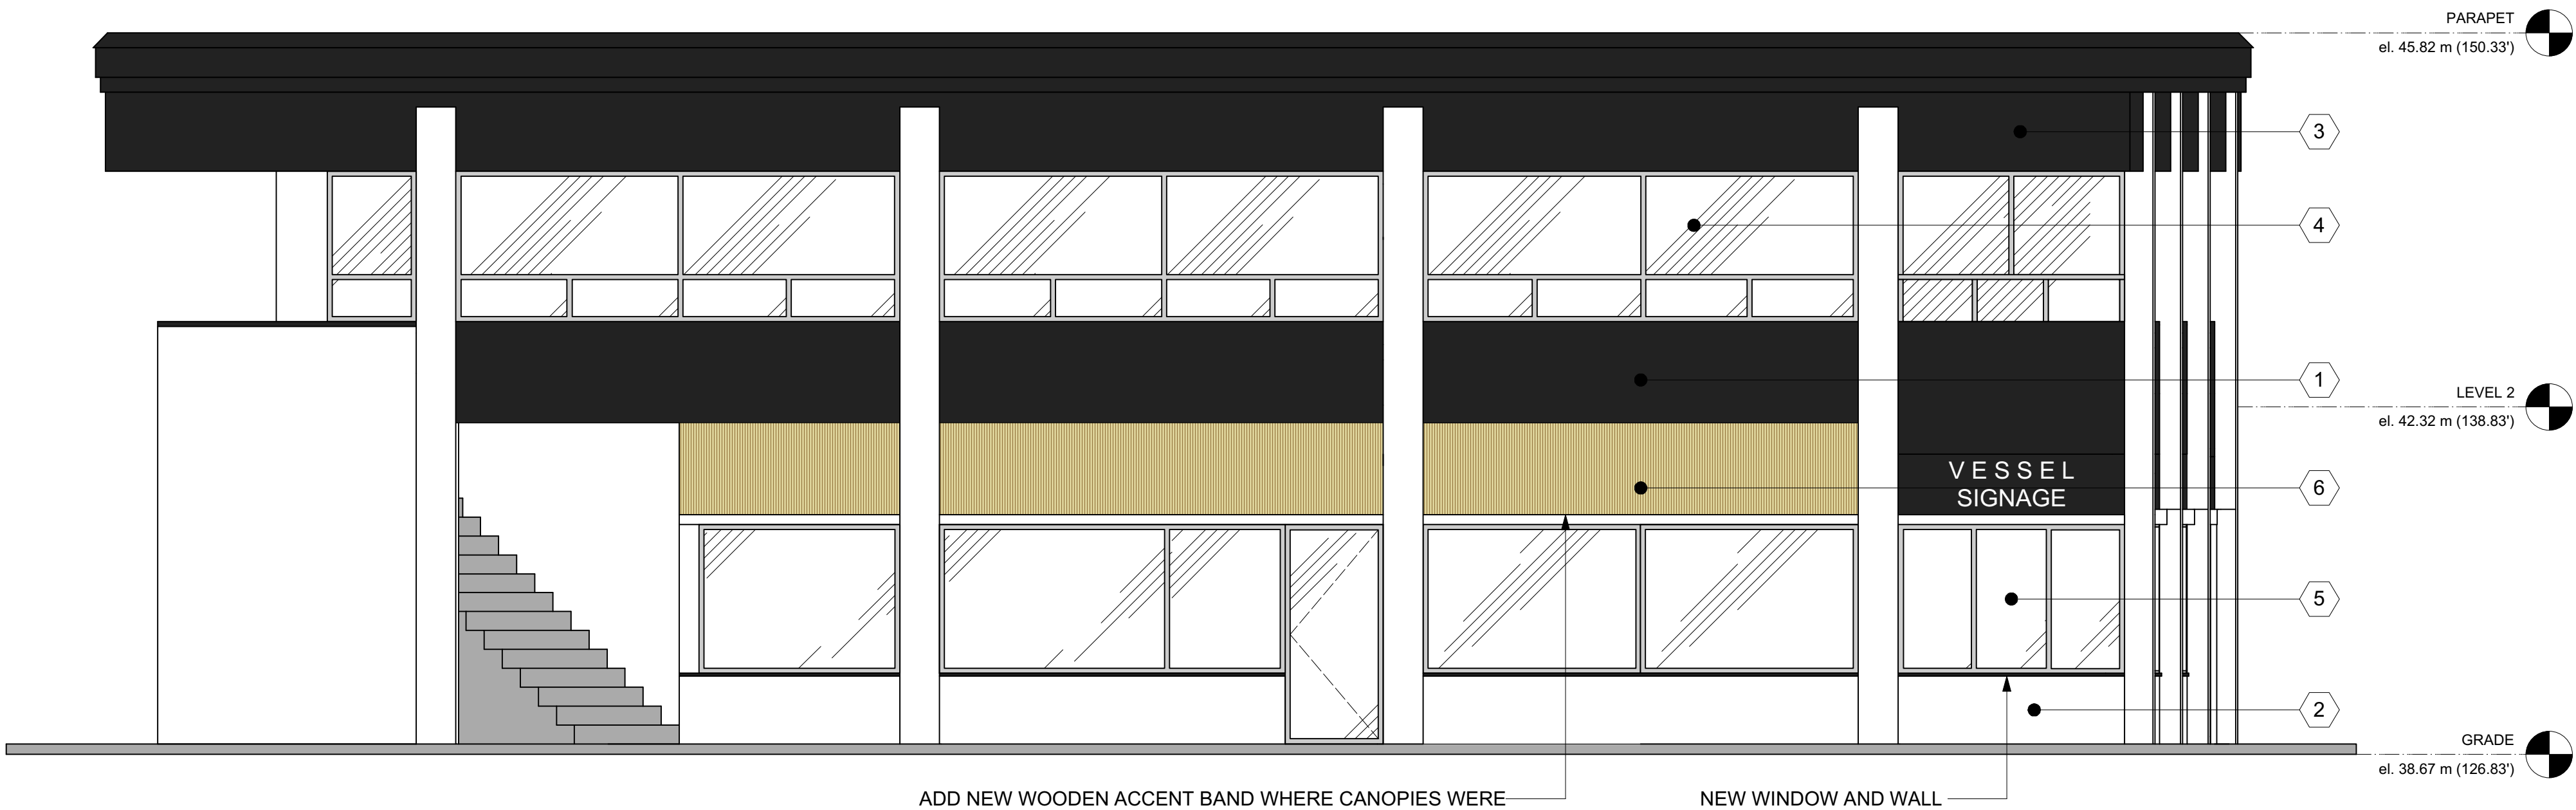 PARAPET
el. 45.82 m (150.33')
3
4
1
LEVEL 2
el. 42.32 m (138.83')
VESSEL
SIGNAGE
6
5
2
GRADE
el. 38.67 m (126.83')
ADD NEW WOODEN ACCENT BAND WHERE CANOPIES WERE
NEW WINDOW AND WALL